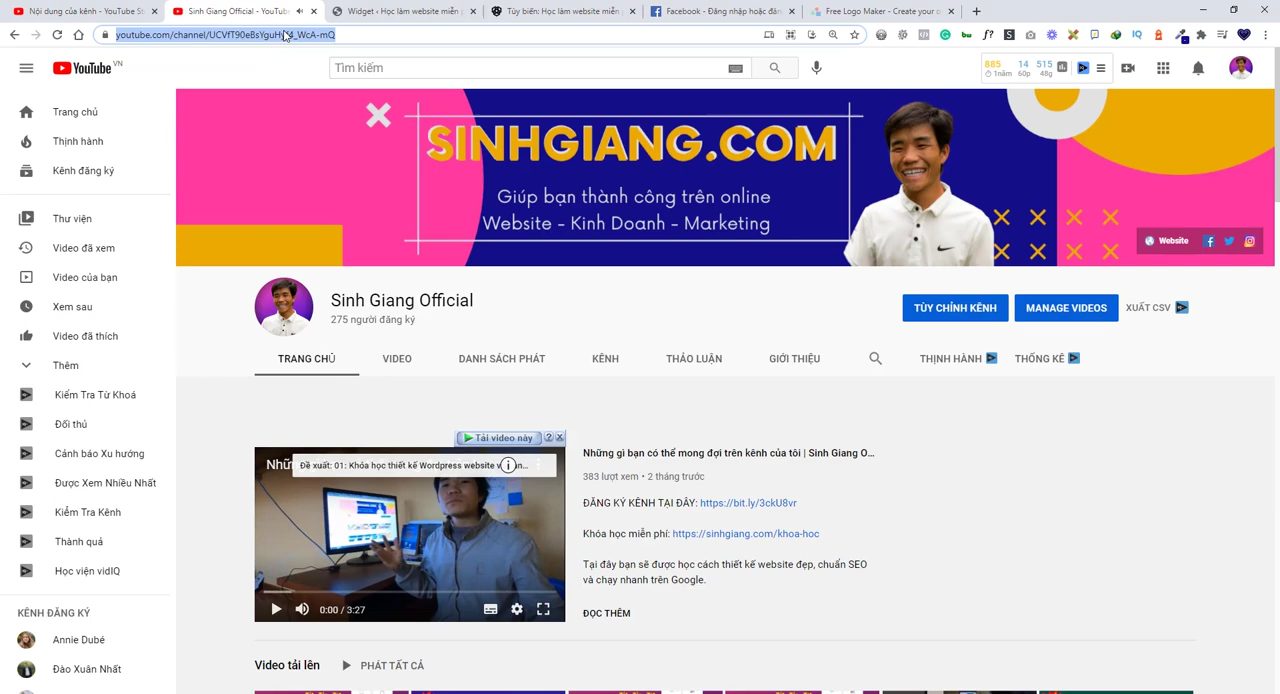 Nội dung của kênh - YouTube St
Sinh Giang Official - YouTube
Widget ‹ Học làm website miễn p
Tùy biến: Học làm website miễn
Facebook - Đăng nhập hoặc đăn
Free Logo Maker - Create your o
YouTube VN
Tìm kiếm
885 14 515
1năm 60p 48g
SINHGIANG.COM
Giúp bạn thành công trên online
Website - Kinh Doanh - Marketing
Website
Sinh Giang Official
275 người đăng ký
TÙY CHỈNH KÊNH
MANAGE VIDEOS
XUẤT CSV
TRANG CHỦ
VIDEO
DANH SÁCH PHÁT
KÊNH
THẢO LUẬN
GIỚI THIỆU
THỊNH HÀNH
THỐNG KÊ
Trang chủ
Thịnh hành
Kênh đăng ký
Thư viện
Video đã xem
Video của bạn
Xem sau
Video đã thích
Thêm
Kiểm Tra Từ Khoá
Đối thủ
Cảnh báo Xu hướng
Được Xem Nhiều Nhất
Kiểm Tra Kênh
Thành quả
Học viện vidIQ
KÊNH ĐĂNG KÝ
Annie Dubé
Đào Xuân Nhất
Tải video này
Đề xuất: 01: Khóa học thiết kế Wordpress website
0:00 / 3:27
Những gì bạn có thể mong đợi trên kênh của tôi | Sinh Giang O...
383 lượt xem • 2 tháng trước
ĐĂNG KÝ KÊNH TẠI ĐÂY: https://bit.ly/3ckU8vr
Khóa học miễn phí: https://sinhgiang.com/khoa-hoc
Tại đây bạn sẽ được học cách thiết kế website đẹp, chuẩn SEO
và chạy nhanh trên Google.
ĐỌC THÊM
Video tải lên
PHÁT TẤT CẢ